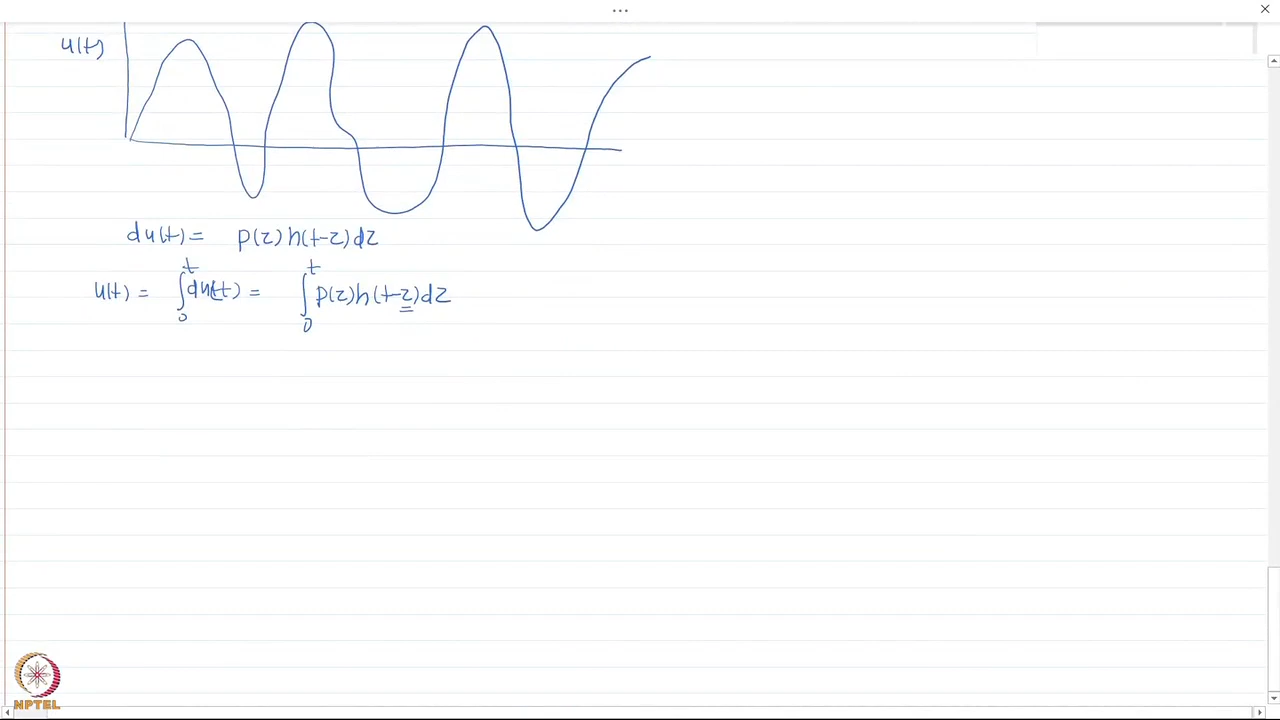 u(t)
du(t) = p(τ)h(t-τ)dτ
u(t) = ∫₀ᵗ du(t) = ∫₀ᵗ p(τ)h(t-τ)dτ
NPTEL